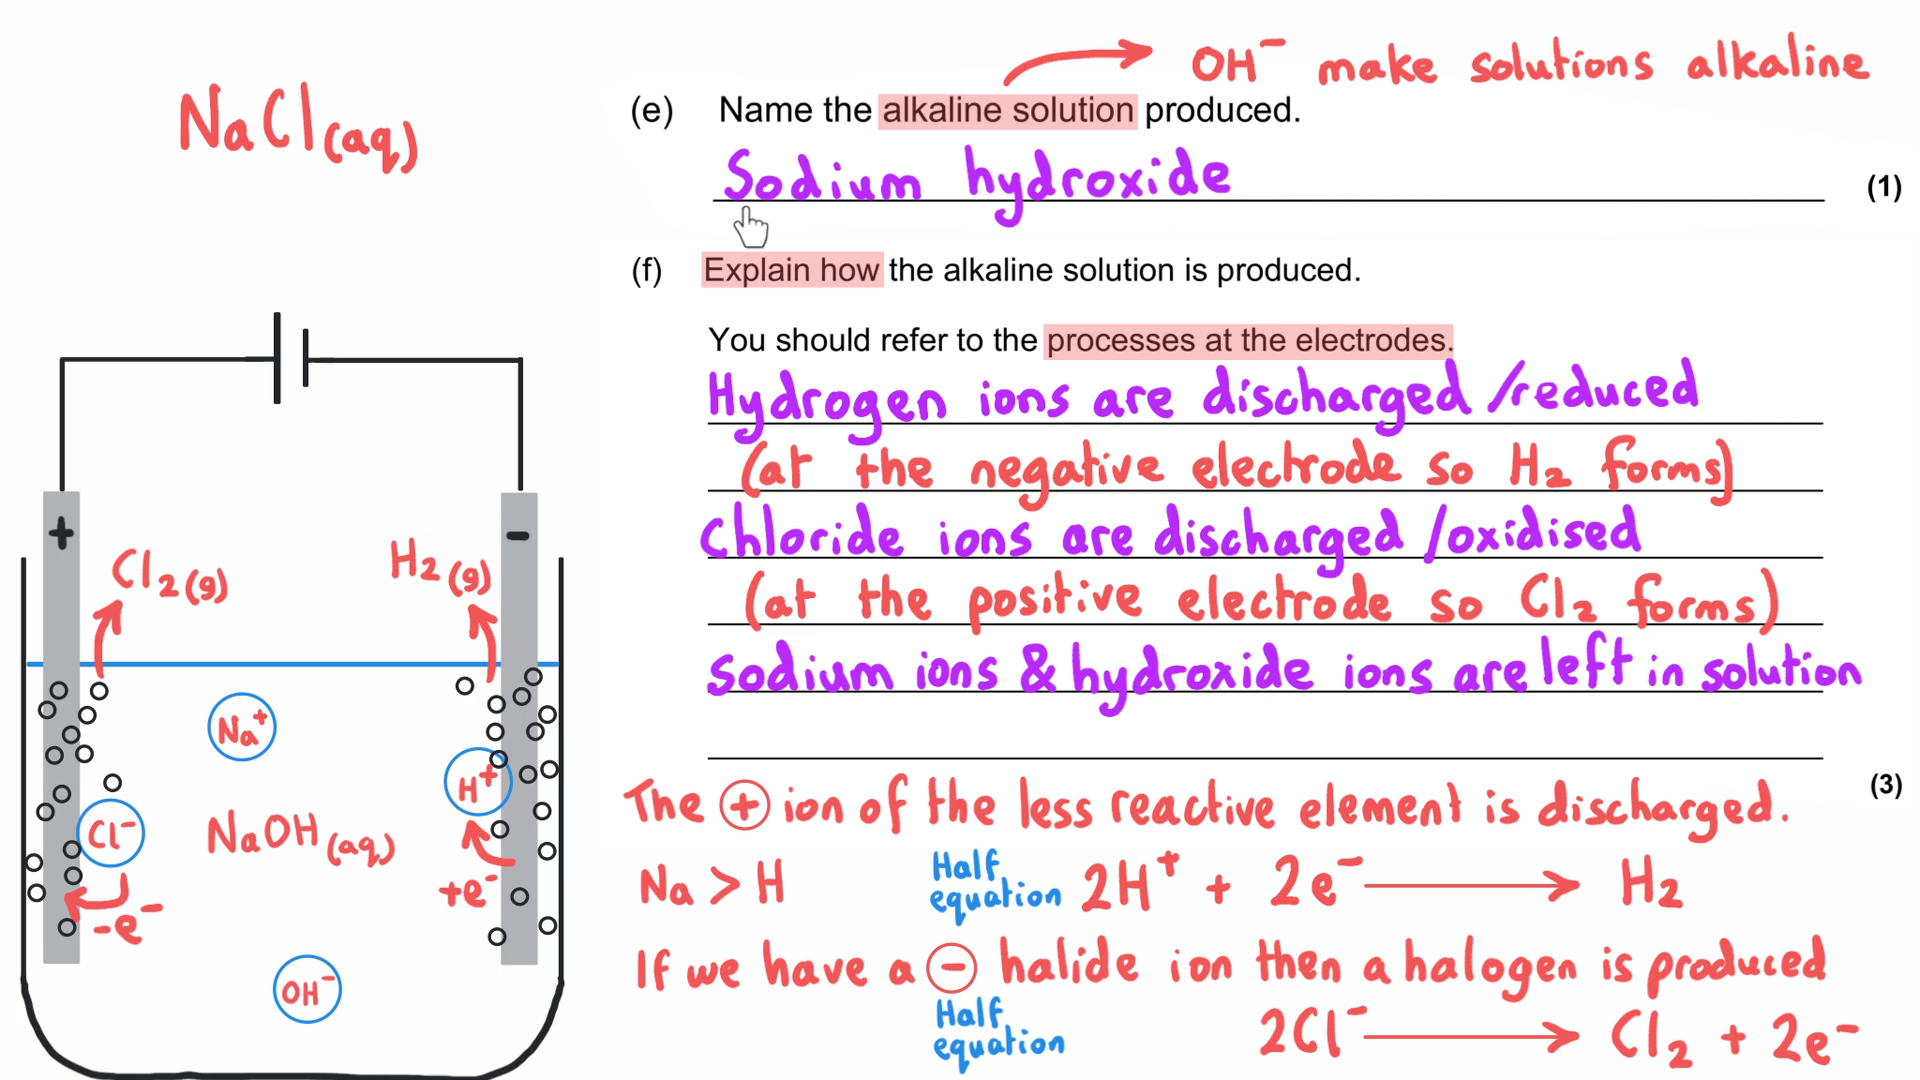 OH⁻ make solutions alkaline
NaCl(aq)
(e) Name the alkaline solution produced.
Sodium hydroxide
(1)
(f) Explain how the alkaline solution is produced.
You should refer to the processes at the electrodes.
Hydrogen ions are discharged /reduced
(at the negative electrode so H₂ forms)
Chloride ions are discharged /oxidised
(at the positive electrode so Cl₂ forms)
sodium ions & hydroxide ions are left in solution
(3)
+
-
Cl₂(g)
H₂(g)
Na⁺
H⁺
Cl⁻
NaOH(aq)
+e⁻
-e⁻
OH⁻
The + ion of the less reactive element is discharged.
Na > H
Half equation
2H⁺ + 2e⁻ → H₂
If we have a - halide ion then a halogen is produced
Half equation
2Cl⁻ → Cl₂ + 2e⁻